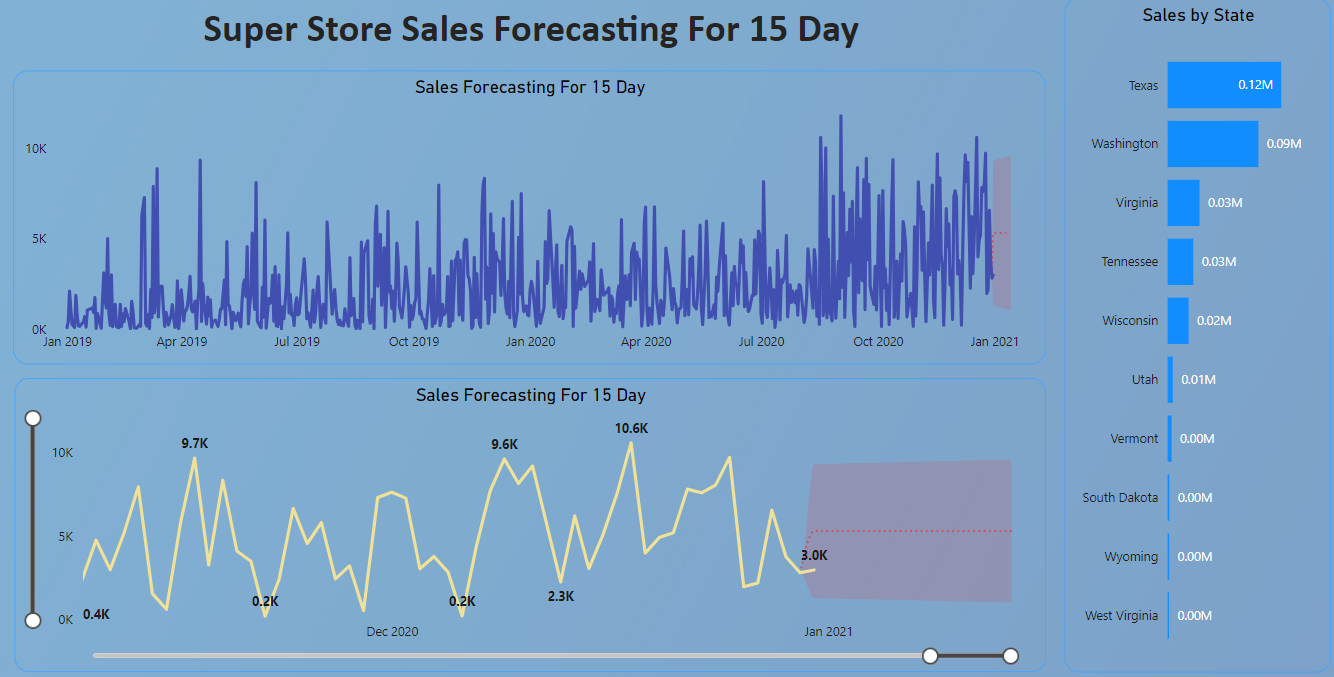 Super Store Sales Forecasting For 15 Day
Sales Forecasting For 15 Day
10K
5K
0K
Jan 2019 Apr 2019 Jul 2019 Oct 2019 Jan 2020 Apr 2020 Jul 2020 Oct 2020 Jan 2021
Sales Forecasting For 15 Day
10K
5K
0K
9.7K 9.6K 10.6K
3.0K
0.4K 0.2K 0.2K 2.3K
Dec 2020 Jan 2021
Sales by State
Texas 0.12M
Washington 0.09M
Virginia 0.03M
Tennessee 0.03M
Wisconsin 0.02M
Utah 0.01M
Vermont 0.00M
South Dakota 0.00M
Wyoming 0.00M
West Virginia 0.00M